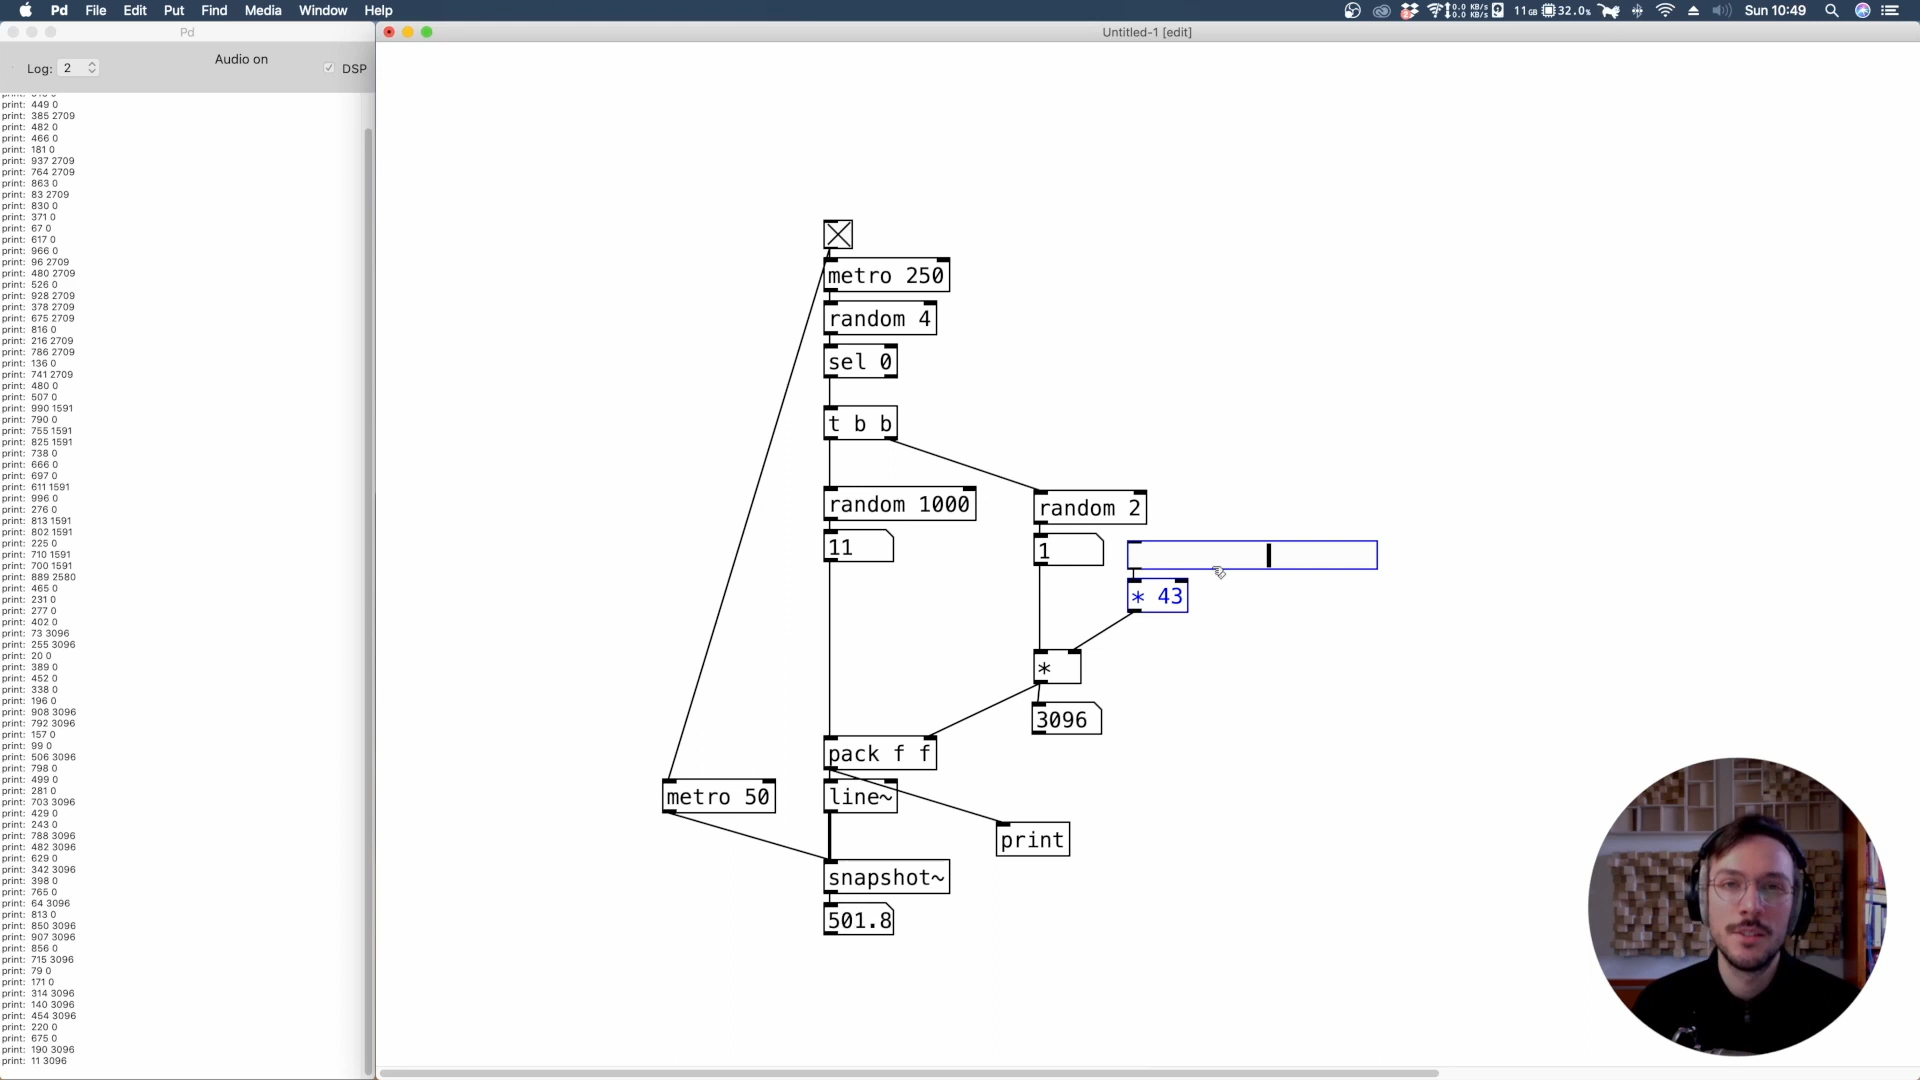 Pd File Edit Put Find Media Window Help
0.0 KB/s
0.0 KB/s
11GB 32.0% Sun 10:49
Pd
Untitled-1 [edit]
Audio on
Log: 2
DSP
print: 449 0
print: 385 2709
print: 482 0
print: 466 0
print: 181 0
print: 937 2709
print: 764 2709
print: 863 0
print: 83 2709
print: 830 0
print: 371 0
print: 67 0
print: 617 0
print: 966 0
print: 96 2709
print: 480 2709
print: 526 0
print: 928 2709
print: 378 2709
print: 675 2709
print: 816 0
print: 216 2709
print: 786 2709
print: 136 0
print: 741 2709
print: 480 0
print: 507 0
print: 990 1591
print: 790 0
print: 755 1591
print: 825 1591
print: 738 0
print: 666 0
print: 697 0
print: 611 1591
print: 996 0
print: 276 0
print: 813 1591
print: 802 1591
print: 225 0
print: 710 1591
print: 700 1591
print: 889 2580
print: 465 0
print: 231 0
print: 277 0
print: 402 0
print: 73 3096
print: 255 3096
print: 20 0
print: 389 0
print: 452 0
print: 338 0
print: 196 0
print: 908 3096
print: 792 3096
print: 157 0
print: 99 0
print: 506 3096
print: 798 0
print: 499 0
print: 281 0
print: 703 3096
print: 429 0
print: 243 0
print: 788 3096
print: 482 3096
print: 629 0
print: 342 3096
print: 398 0
print: 765 0
print: 64 3096
print: 813 0
print: 850 3096
print: 907 3096
print: 856 0
print: 715 3096
print: 79 0
print: 171 0
print: 314 3096
print: 140 3096
print: 454 3096
print: 220 0
print: 675 0
print: 190 3096
print: 11 3096
metro 250
random 4
sel 0
t b b
random 1000
random 2
11
1
* 43
*
3096
pack f f
metro 50
line~
print
snapshot~
501.8